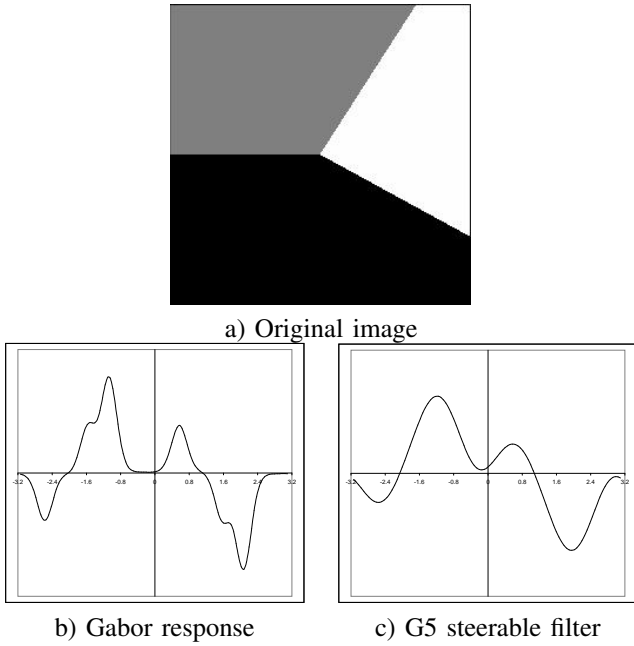 a) Original image
-3.2 -2.4 -1.6 -0.8 0 0.8 1.6 2.4 3.2
-3.2 -2.4 -1.6 -0.8 0 0.8 1.6 2.4 3.2
b) Gabor response
c) G5 steerable filter